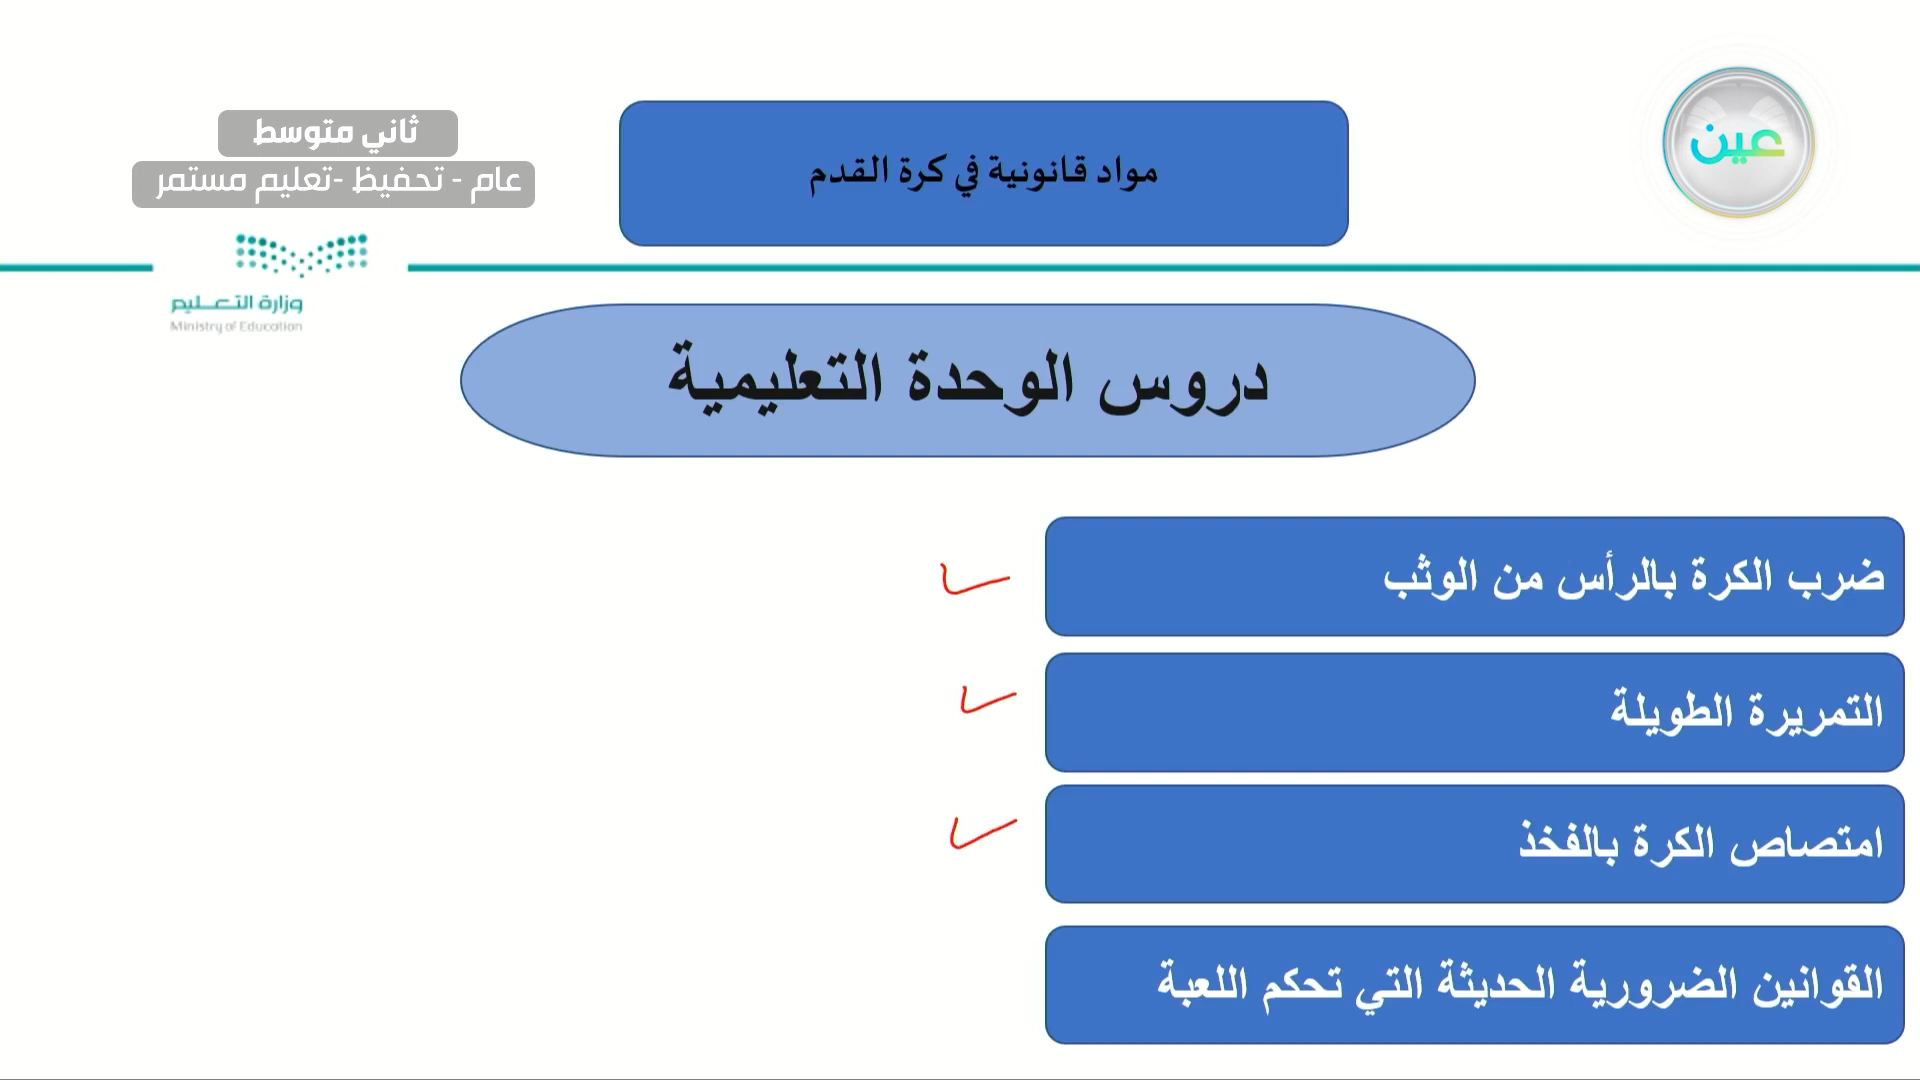 عين
مواد قانونية في كرة القدم
ثاني متوسط
عام - تحفيظ -تعليم مستمر
وزارة التعليم
Ministry of Education
دروس الوحدة التعليمية
ضرب الكرة بالرأس من الوثب
التمريرة الطويلة
امتصاص الكرة بالفخذ
القوانين الضرورية الحديثة التي تحكم اللعبة